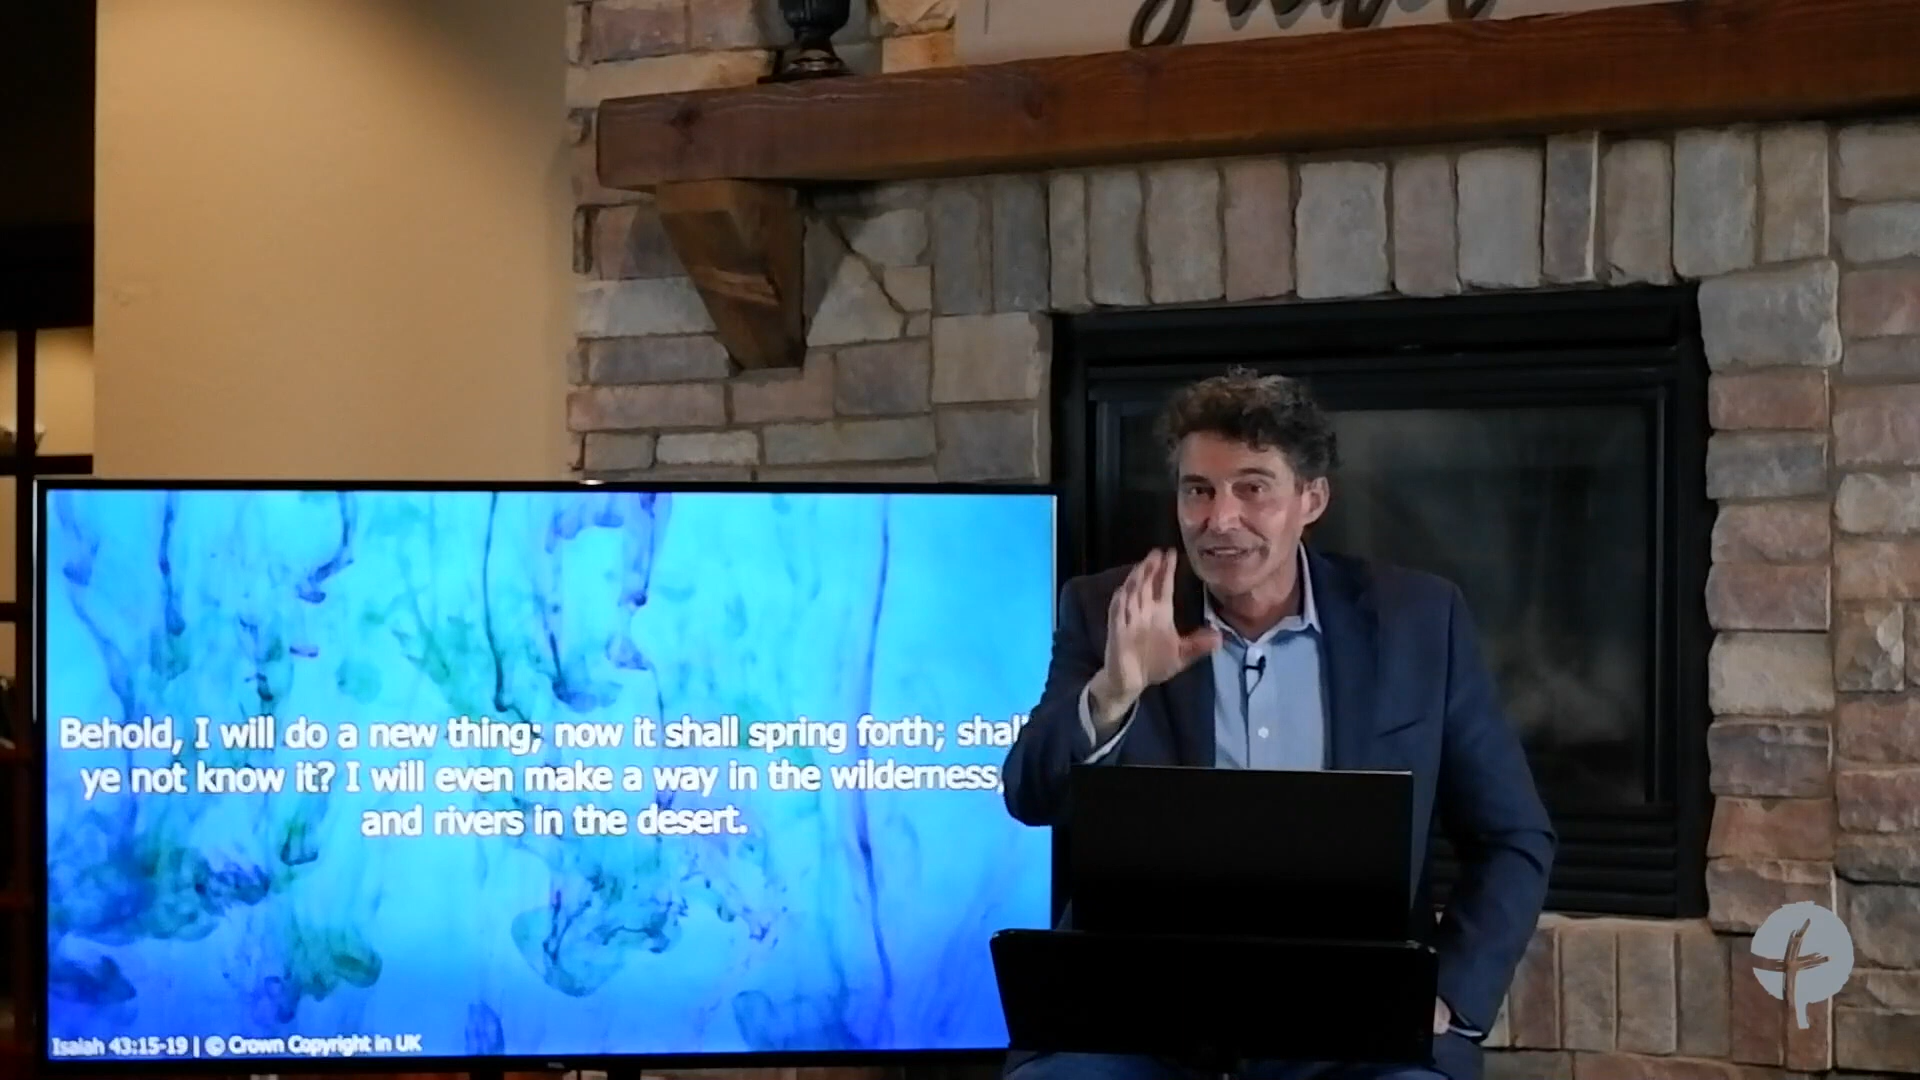 Behold, I will do a new thing; now it shall spring forth; shall
ye not know it? I will even make a way in the wilderness,
and rivers in the desert.
Isaiah 43:15-19 | © Crown Copyright in UK